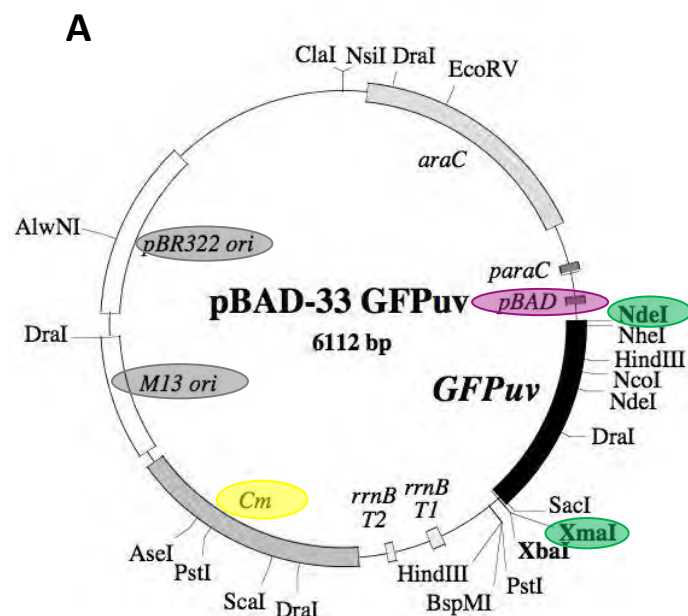 A
ClaI NsiI DraI
EcoRV
araC
AlwNI
pBR322 ori
paraC
pBAD-33 GFPuv
pBAD
6112 bp
NdeI
NheI
DraI
HindIII
M13 ori
GFPuv
NcoI
NdeI
DraI
Cm
rrnB
T2
rrnB
T1
SacI
XmaI
XbaI
AseI
PstI
HindIII
PstI
ScaI
DraI
BspMI